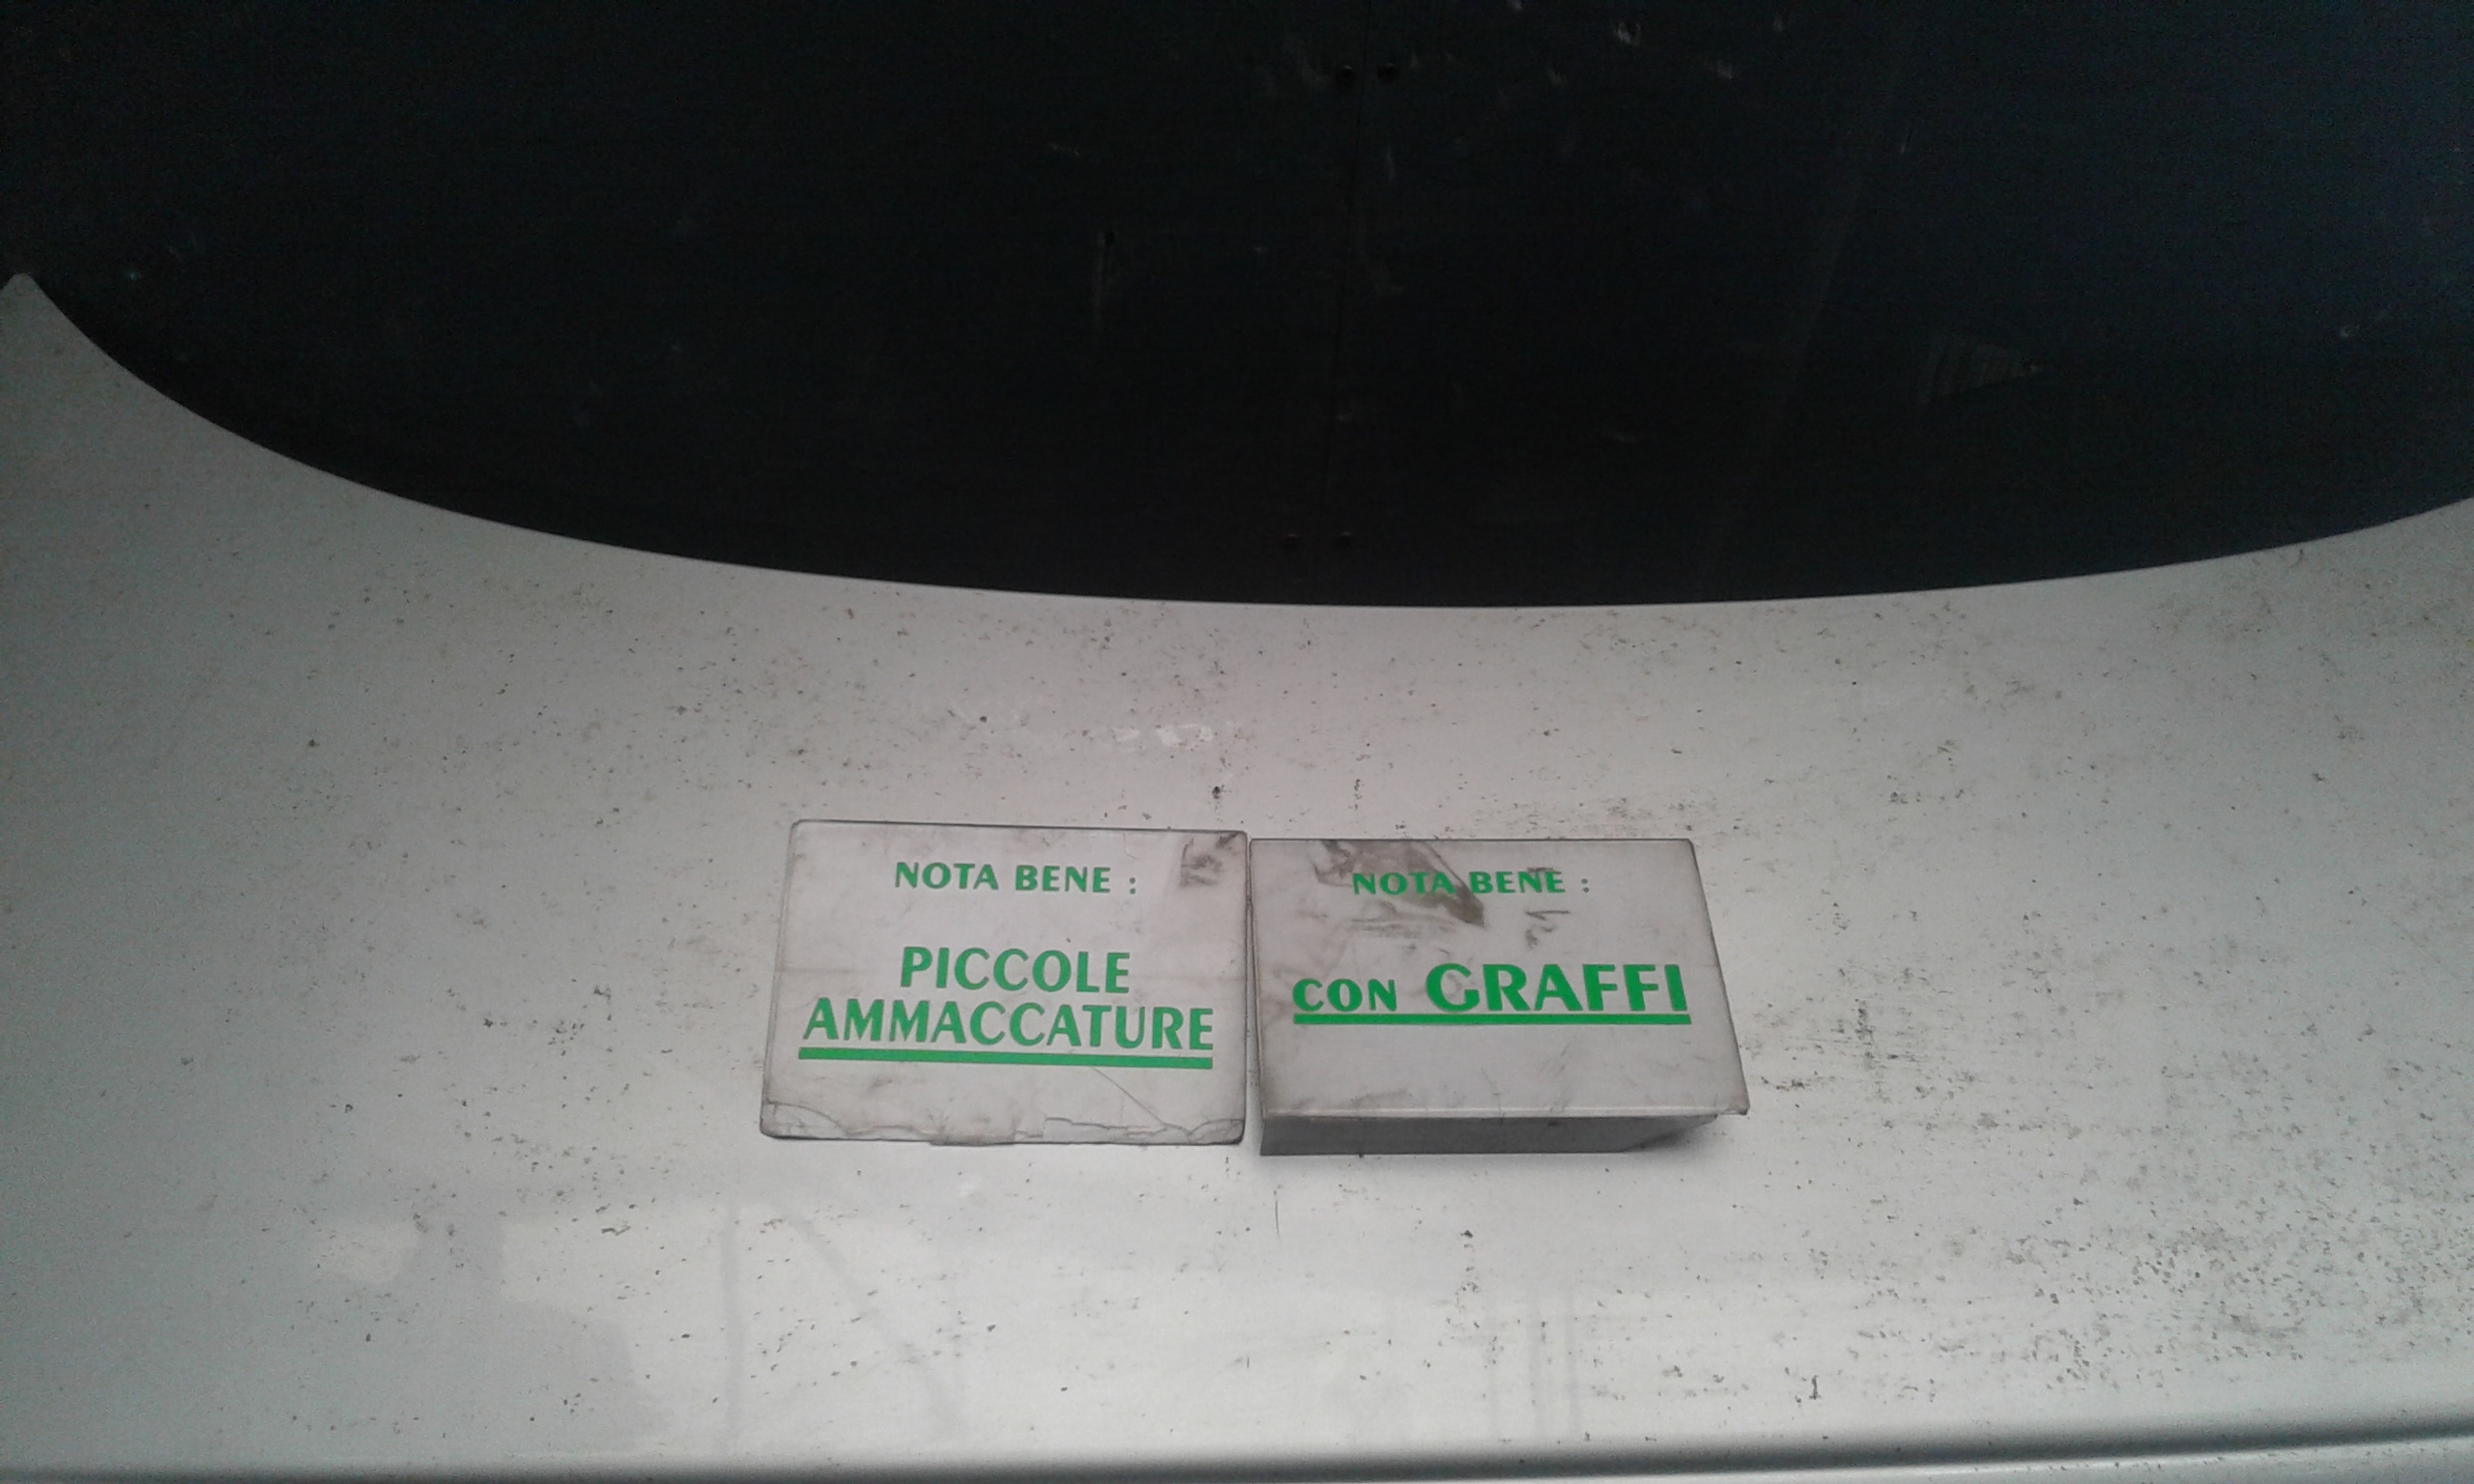 NOTA BENE :
PICCOLE
AMMACCATURE
NOTA BENE :
CON GRAFFI